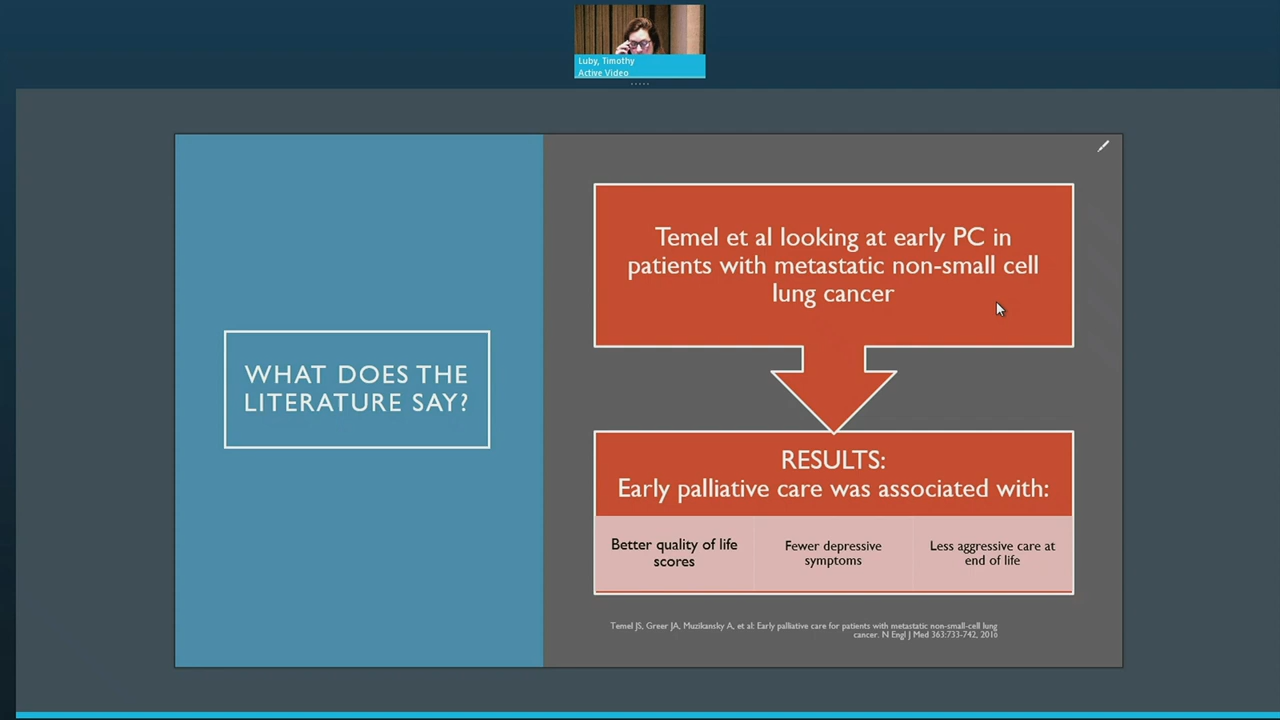 Luby, Timothy
Active Video
WHAT DOES THE
LITERATURE SAY?
Temel et al looking at early PC in
patients with metastatic non-small cell
lung cancer
RESULTS:
Early palliative care was associated with:
Better quality of life
scores
Fewer depressive
symptoms
Less aggressive care at
end of life
Temel JS, Greer JA, Muzikansky A, et al: Early palliative care for patients with metastatic non-small-cell lung
cancer. N Engl J Med 363:733-742, 2010